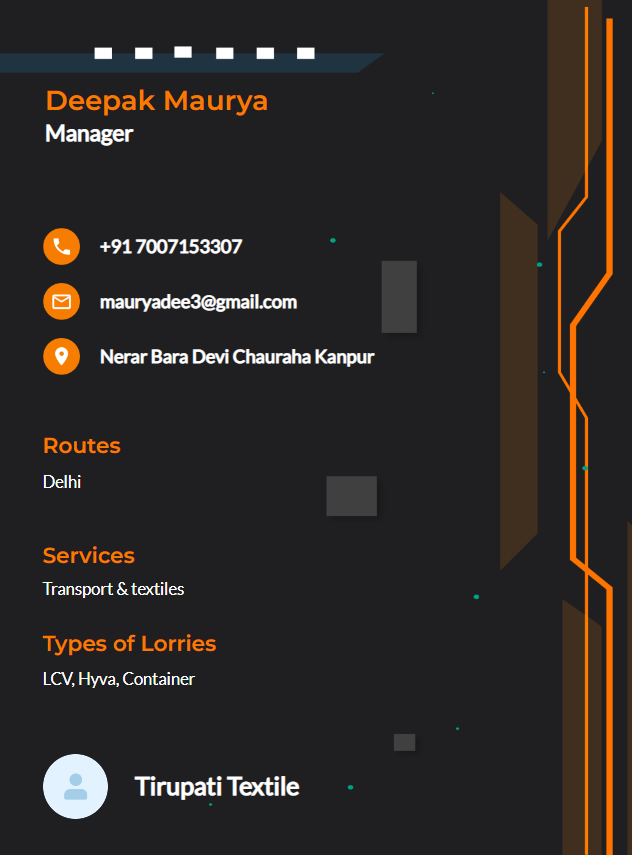 Deepak Maurya
Manager
+91 7007153307
mauryadee3@gmail.com
Nerar Bara Devi Chauraha Kanpur
Routes
Delhi
Services
Transport & textiles
Types of Lorries
LCV, Hyva, Container
Tirupati Textile